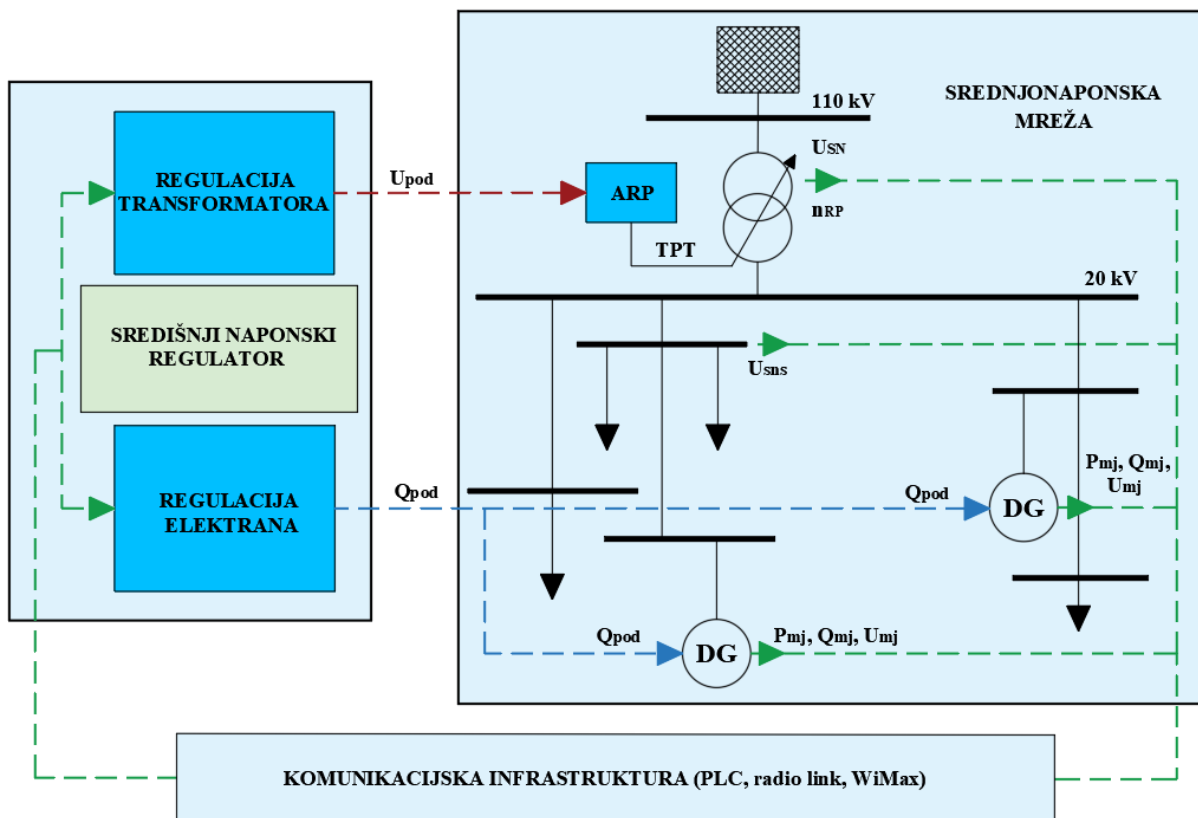 REGULACIJA
TRANSFORMATORA
SREDIŠNJI NAPONSKI
REGULATOR
REGULACIJA
ELEKTRANA
Upod
Qpod
SREDNJONAPONSKA
MREŽA
110 kV
USN
nRP
ARP
TPT
20 kV
Usns
Pmj, Qmj,
Umj
Qpod
DG
Qpod
DG
Pmj, Qmj, Umj
KOMUNIKACIJSKA INFRASTRUKTURA (PLC, radio link, WiMax)